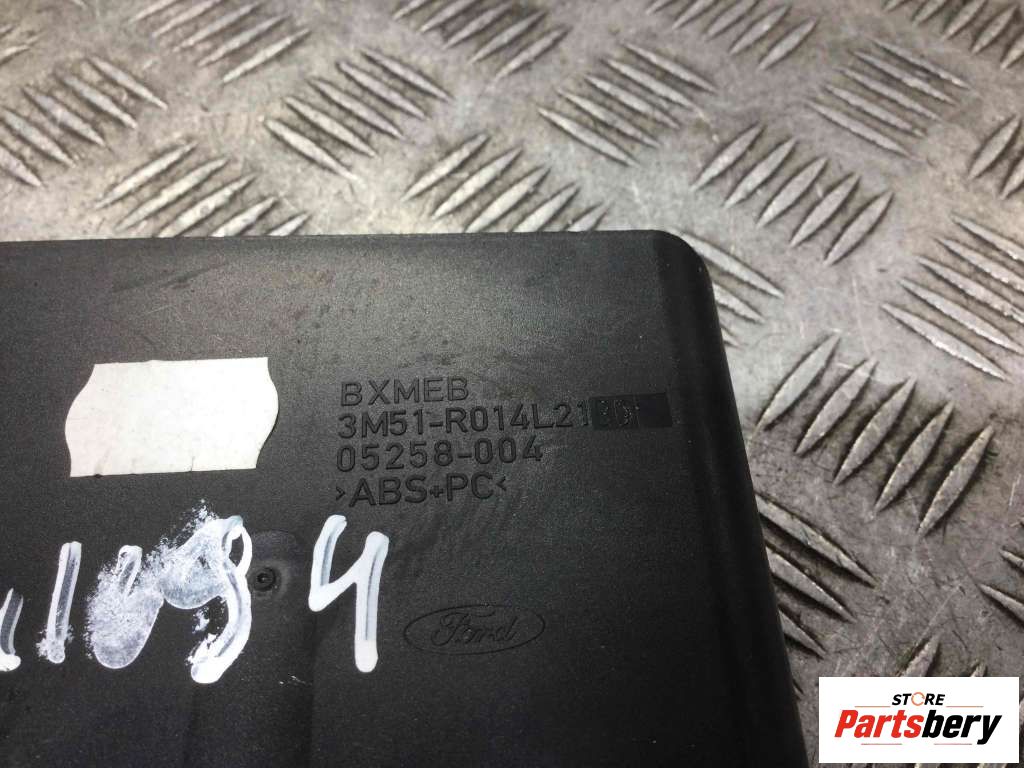 BXMEB
3M51-R014L21
05258-004
>ABS+PC<
Ford
STORE
Partsbery